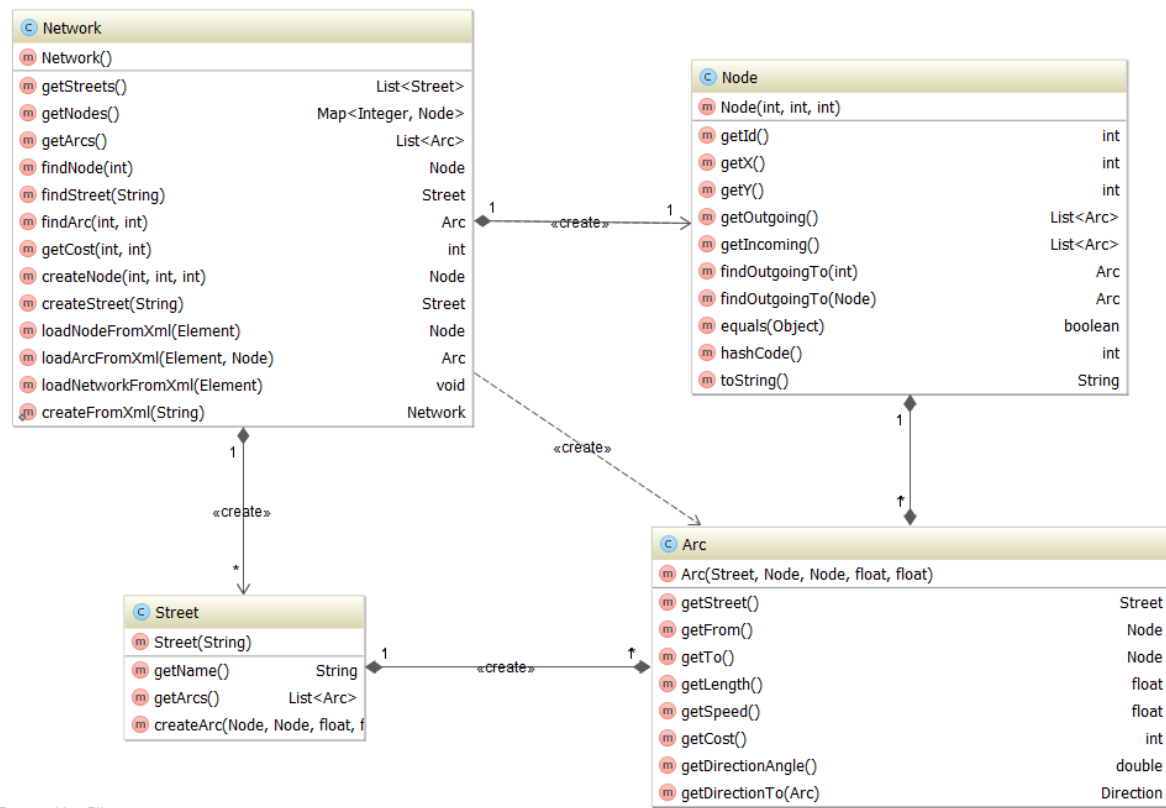 Network
Network()
getStreets() List<Street>
getNodes() Map<Integer, Node>
getArcs() List<Arc>
findNode(int) Node
findStreet(String) Street
findArc(int, int) Arc
getCost(int, int) int
createNode(int, int, int) Node
createStreet(String) Street
loadNodeFromXml(Element) Node
loadArcFromXml(Element, Node) Arc
loadNetworkFromXml(Element) void
createFromXml(String) Network
1 «create» 1
Node
Node(int, int, int)
getId() int
getX() int
getY() int
getOutgoing() List<Arc>
getIncoming() List<Arc>
findOutgoingTo(int) Arc
findOutgoingTo(Node) Arc
equals(Object) boolean
hashCode() int
toString() String
«create»
1
«create»
*
1
Street
Street(String)
getName() String
getArcs() List<Arc>
createArc(Node, Node, float, f
1 «create»
Arc
Arc(Street, Node, Node, float, float)
getStreet() Street
getFrom() Node
getTo() Node
getLength() float
getSpeed() float
getCost() int
getDirectionAngle() double
getDirectionTo(Arc) Direction